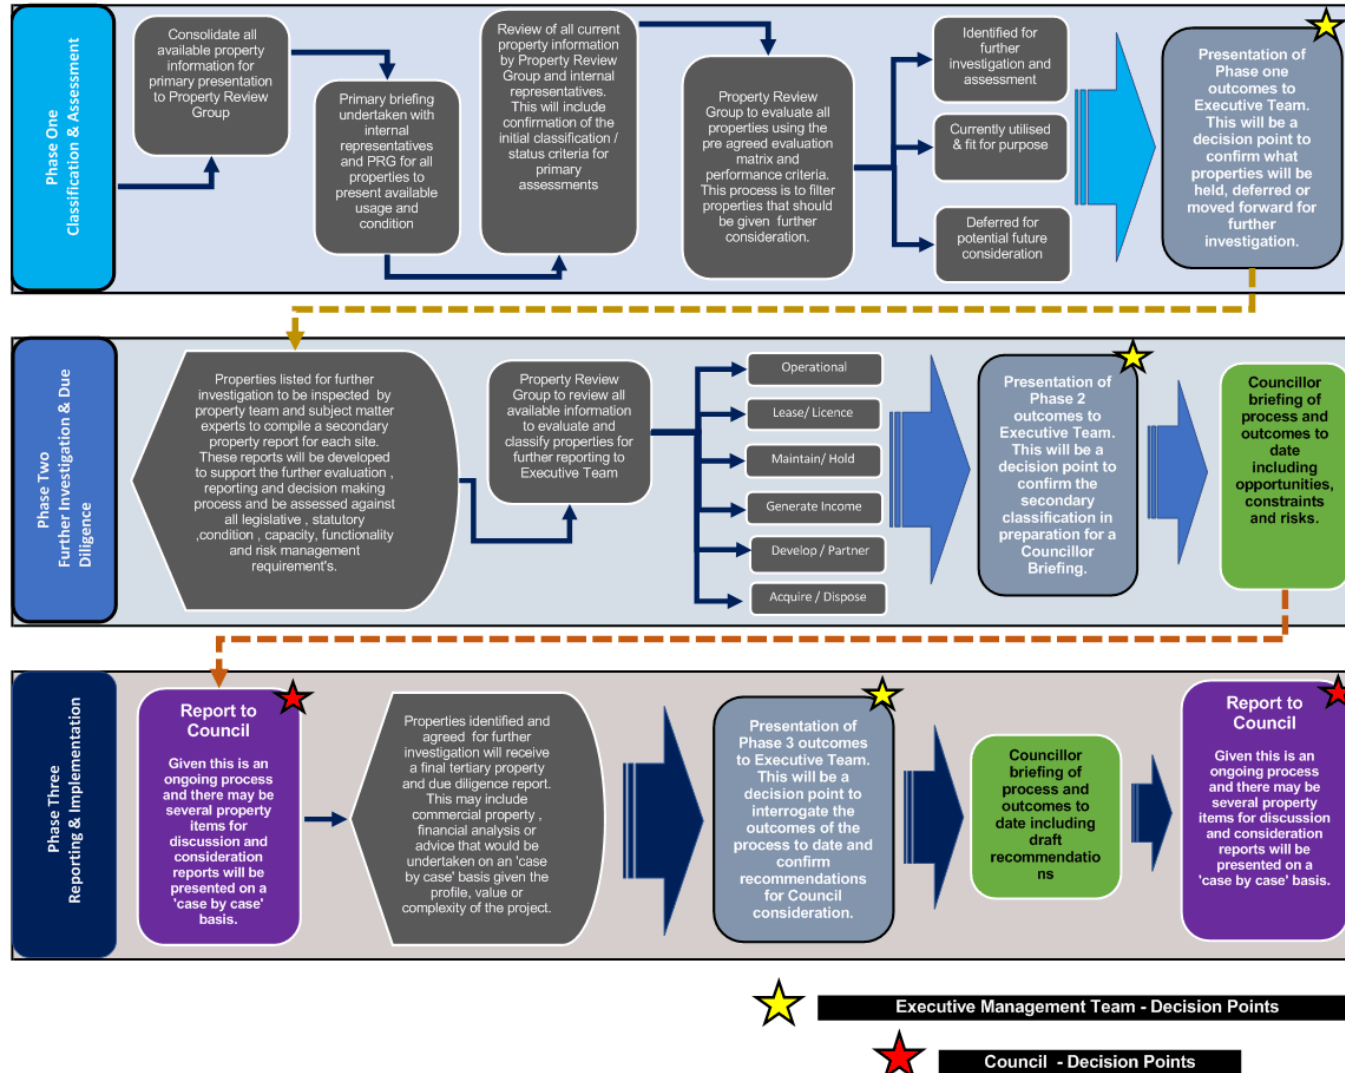 Phase One
Classification & Assessment
Consolidate all
available property
information for
primary presentation
to Property Review
Group
Primary briefing
undertaken with
internal
representatives
and PRG for all
properties to
present available
usage and
condition
Review of all current
property information
by Property Review
Group and internal
representatives.
This will include
confirmation of the
initial classification /
status criteria for
primary
assessments
Property Review
Group to evaluate all
properties using the
pre agreed evaluation
matrix and
performance criteria.
This process is to filter
properties that should
be given further
consideration.
Identified for
further
investigation and
assessment
Currently utilised
& fit for purpose
Deferred for
potential future
consideration
Presentation of
Phase one
outcomes to
Executive Team.
This will be a
decision point to
confirm what
properties will be
held, deferred or
moved forward for
further
investigation.
Phase Two
Further Investigation & Due
Diligence
Properties listed for further
investigation to be inspected by
property team and subject matter
experts to compile a secondary
property report for each site.
These reports will be developed
to support the further evaluation ,
reporting and decision making
process and be assessed against
all legislative , statutory
,condition , capacity, functionality
and risk management
requirement's.
Property Review
Group to review all
available information
to evaluate and
classify properties for
further reporting to
Executive Team
Operational
Lease/ Licence
Maintain/ Hold
Generate Income
Develop / Partner
Acquire / Dispose
Presentation of
Phase 2
outcomes to
Executive Team.
This will be a
decision point to
confirm the
secondary
classification in
preparation for a
Councillor
Briefing.
Councillor
briefing of
process and
outcomes to
date
including
opportunities,
constraints
and risks.
Phase Three
Reporting & Implementation
Report to
Council
Given this is an
ongoing process
and there may be
several property
items for
discussion and
consideration
reports will be
presented on a
'case by case'
basis.
Properties identified and
agreed for further
investigation will receive
a final tertiary property
and due diligence report.
This may include
commercial property ,
financial analysis or
advice that would be
undertaken on an 'case
by case' basis given the
profile, value or
complexity of the project.
Presentation of
Phase 3 outcomes
to Executive Team.
This will be a
decision point to
interrogate the
outcomes of the
process to date and
confirm
recommendations
for Council
consideration.
Councillor
briefing of
process and
outcomes to
date including
draft
recommendatio
ns
Report to
Council
Given this is an
ongoing process
and there may be
several property
items for discussion
and consideration
reports will be
presented on a
'case by case' basis.
Executive Management Team - Decision Points
Council - Decision Points